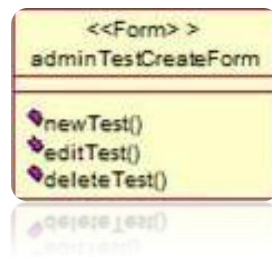 <<Form> >
adminTestCreateForm
newTest()
editTest()
deleteTest()